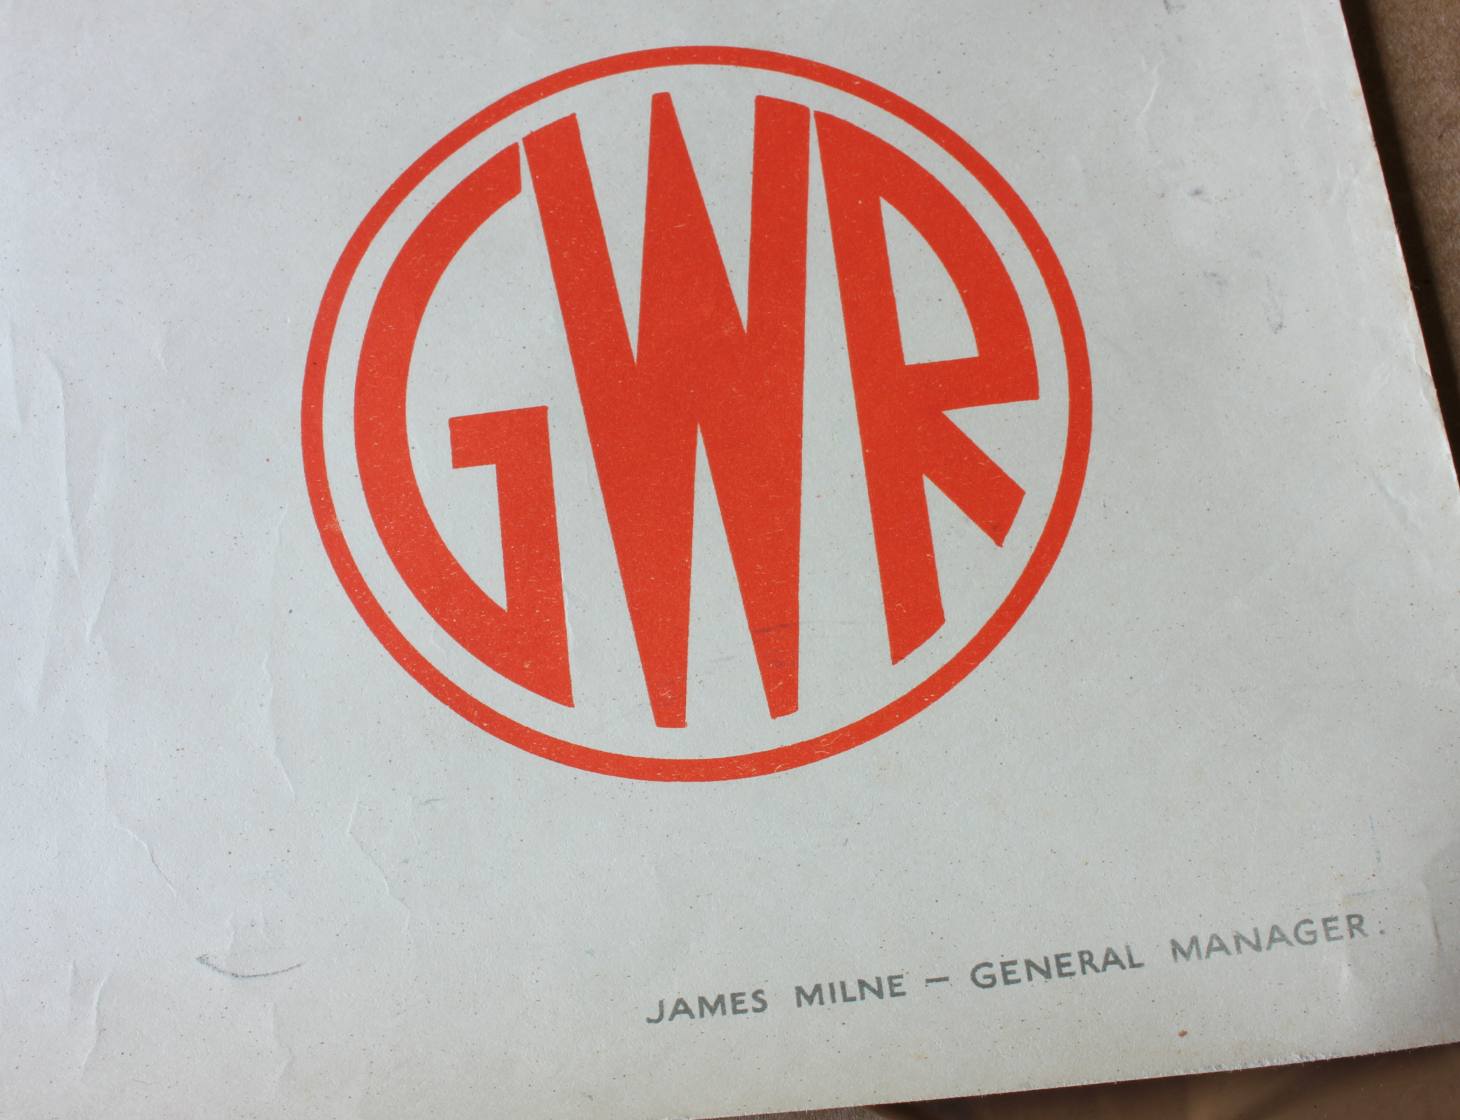 GWR
JAMES MILNE – GENERAL MANAGER.